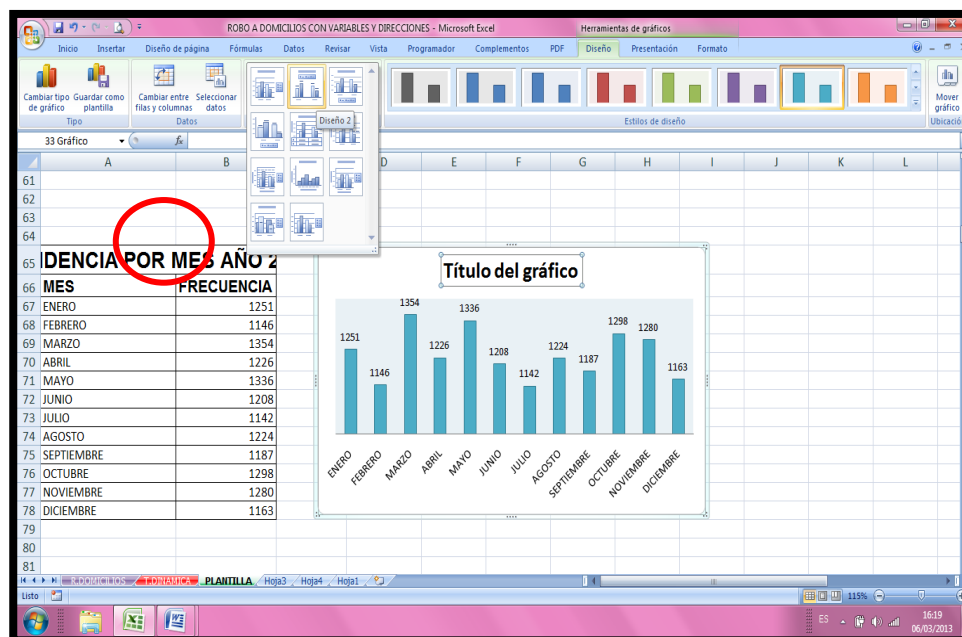 ROBO A DOMICILIOS CON VARIABLES Y DIRECCIONES - Microsoft Excel
Herramientas de gráficos
Inicio Insertar Diseño de página Fórmulas Datos Revisar Vista Programador Complementos PDF Diseño Presentación Formato
Cambiar tipo de gráfico
Guardar como plantilla
Cambiar entre filas y columnas
Seleccionar datos
Mover gráfico
Tipo
Datos
Diseño 2
Estilos de diseño
Ubicació
33 Gráfico fx
A B D E F G H I J K L
61
62
63
64
65 IDENCIA POR MES AÑO 2
66 MES FRECUENCIA
67 ENERO 1251
68 FEBRERO 1146
69 MARZO 1354
70 ABRIL 1226
71 MAYO 1336
72 JUNIO 1208
73 JULIO 1142
74 AGOSTO 1224
75 SEPTIEMBRE 1187
76 OCTUBRE 1298
77 NOVIEMBRE 1280
78 DICIEMBRE 1163
79
80
81
Título del gráfico
1251 1146 1354 1226 1336 1208 1142 1224 1187 1298 1280 1163
ENERO FEBRERO MARZO ABRIL MAYO JUNIO JULIO AGOSTO SEPTIEMBRE OCTUBRE NOVIEMBRE DICIEMBRE
R.DOMICILIOS T.DINAMICA PLANTILLA Hoja3 Hoja4 Hoja1
Listo
115%
ES
16:19
06/03/2013